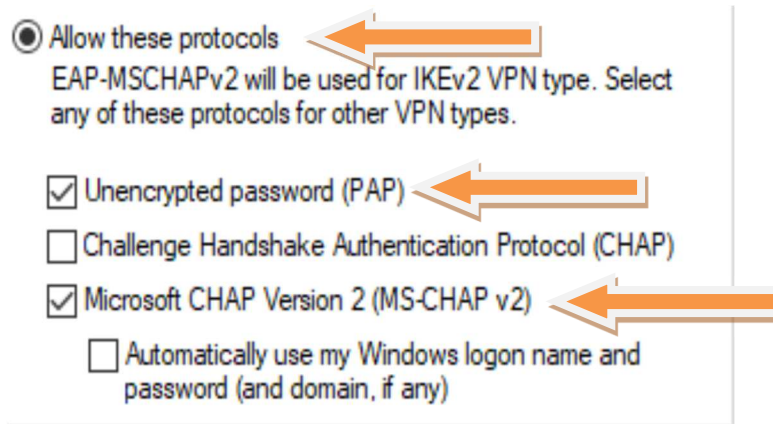 Allow these protocols
EAP-MSCHAPv2 will be used for IKEv2 VPN type. Select
any of these protocols for other VPN types.
Unencrypted password (PAP)
Challenge Handshake Authentication Protocol (CHAP)
Microsoft CHAP Version 2 (MS-CHAP v2)
Automatically use my Windows logon name and
password (and domain, if any)